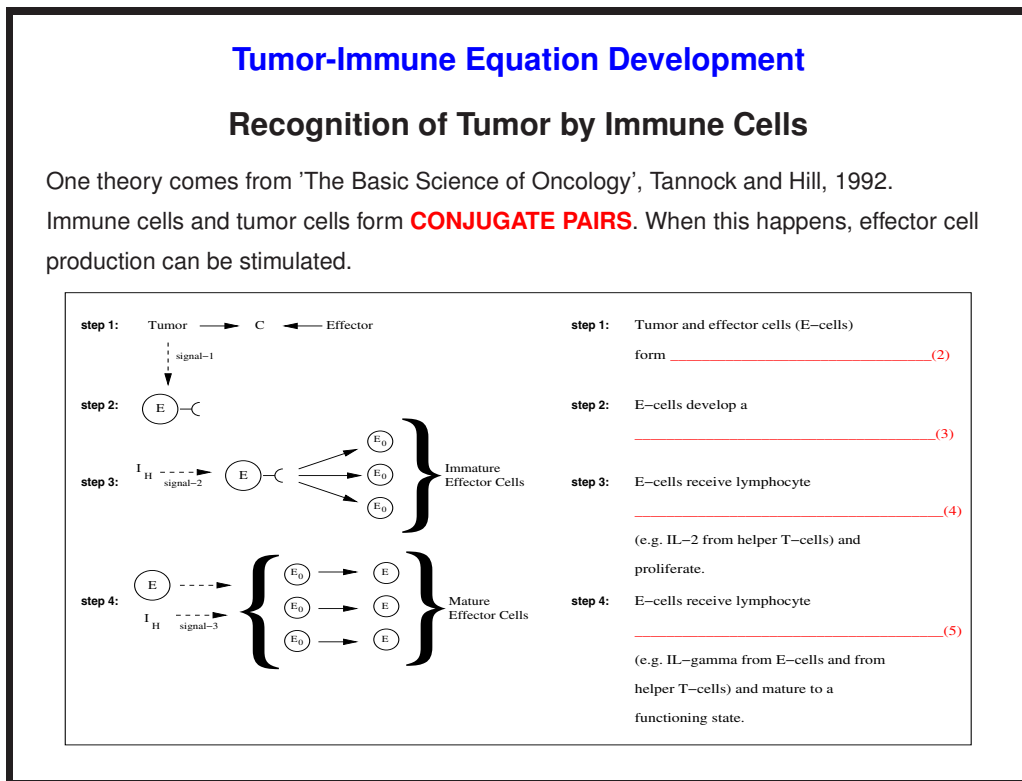 Tumor-Immune Equation Development
Recognition of Tumor by Immune Cells
One theory comes from ’The Basic Science of Oncology’, Tannock and Hill, 1992.
Immune cells and tumor cells form CONJUGATE PAIRS. When this happens, effector cell
production can be stimulated.
step 1: Tumor C Effector
signal−1
step 2: E
step 3: I H signal−2 E E0 E0 E0 Immature
Effector Cells
step 4: E I H signal−3 E0 E E0 E E0 E Mature
Effector Cells
step 1: Tumor and effector cells (E−cells)
form ______________________________(2)
step 2: E−cells develop a
___________________________________(3)
step 3: E−cells receive lymphocyte
____________________________________(4)
(e.g. IL−2 from helper T−cells) and
proliferate.
step 4: E−cells receive lymphocyte
____________________________________(5)
(e.g. IL−gamma from E−cells and from
helper T−cells) and mature to a
functioning state.